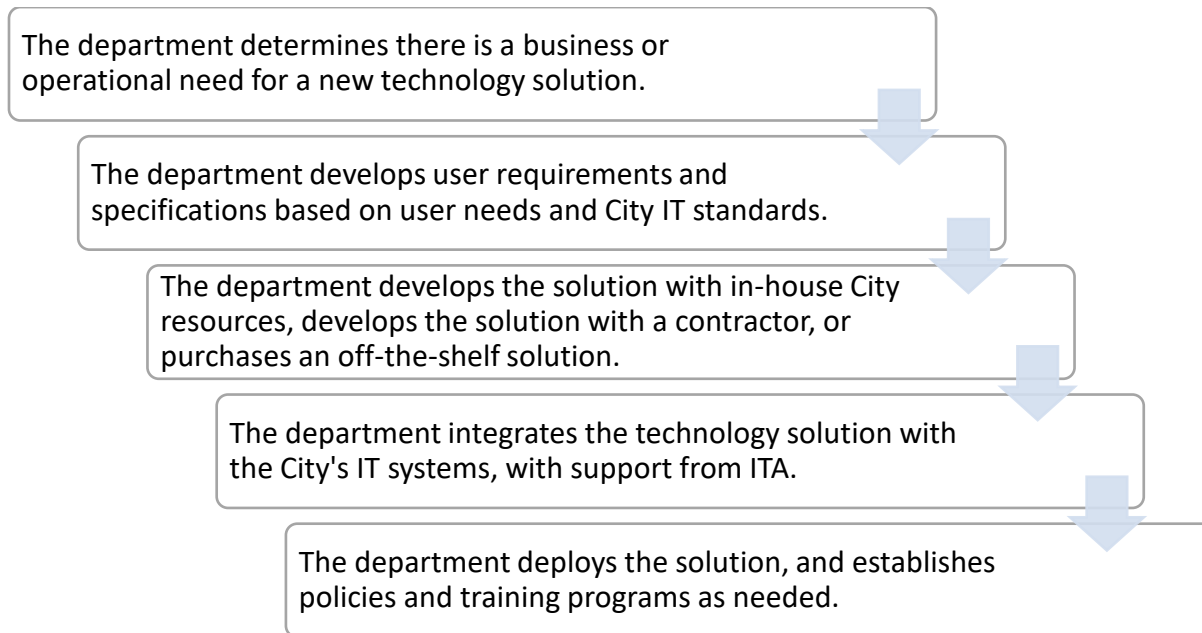 The department determines there is a business or
operational need for a new technology solution.
The department develops user requirements and
specifications based on user needs and City IT standards.
The department develops the solution with in-house City
resources, develops the solution with a contractor, or
purchases an off-the-shelf solution.
The department integrates the technology solution with
the City's IT systems, with support from ITA.
The department deploys the solution, and establishes
policies and training programs as needed.